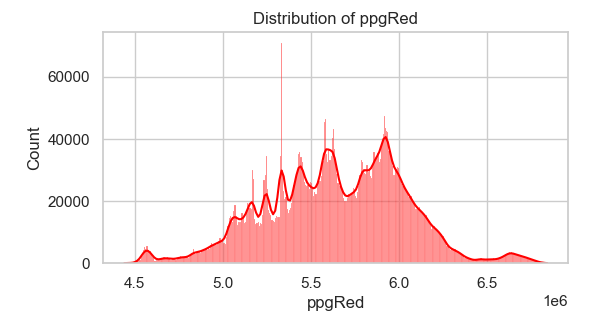 Distribution of ppgRed
Count
60000
40000
20000
0
4.5 5.0 5.5 6.0 6.5
1e6
ppgRed